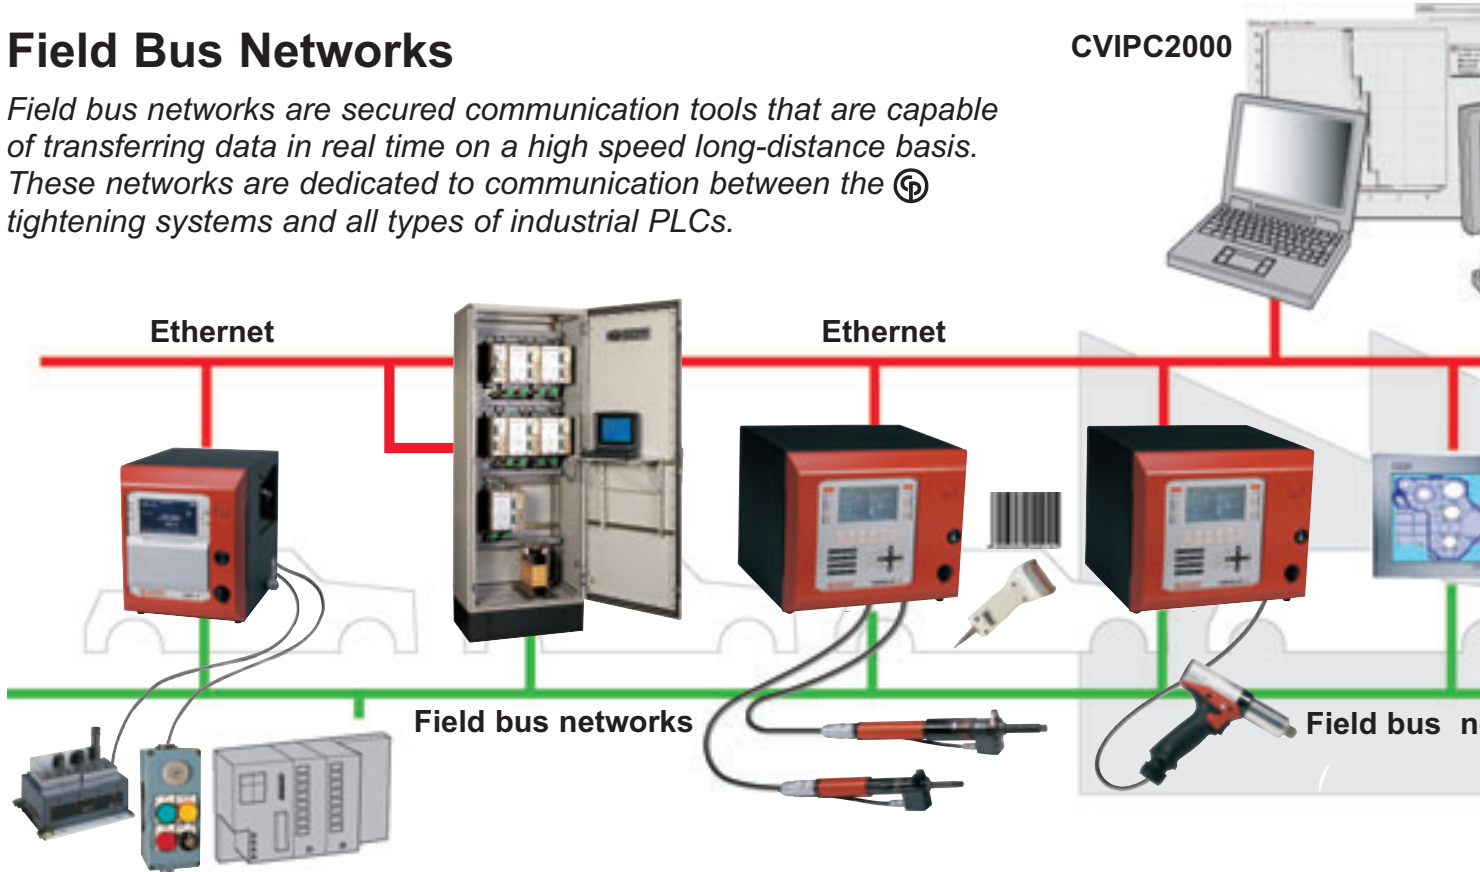 Field Bus Networks
CVIPC2000
Field bus networks are secured communication tools that are capable
of transferring data in real time on a high speed long-distance basis.
These networks are dedicated to communication between the
tightening systems and all types of industrial PLCs.
Ethernet
Ethernet
Field bus networks
Field bus n